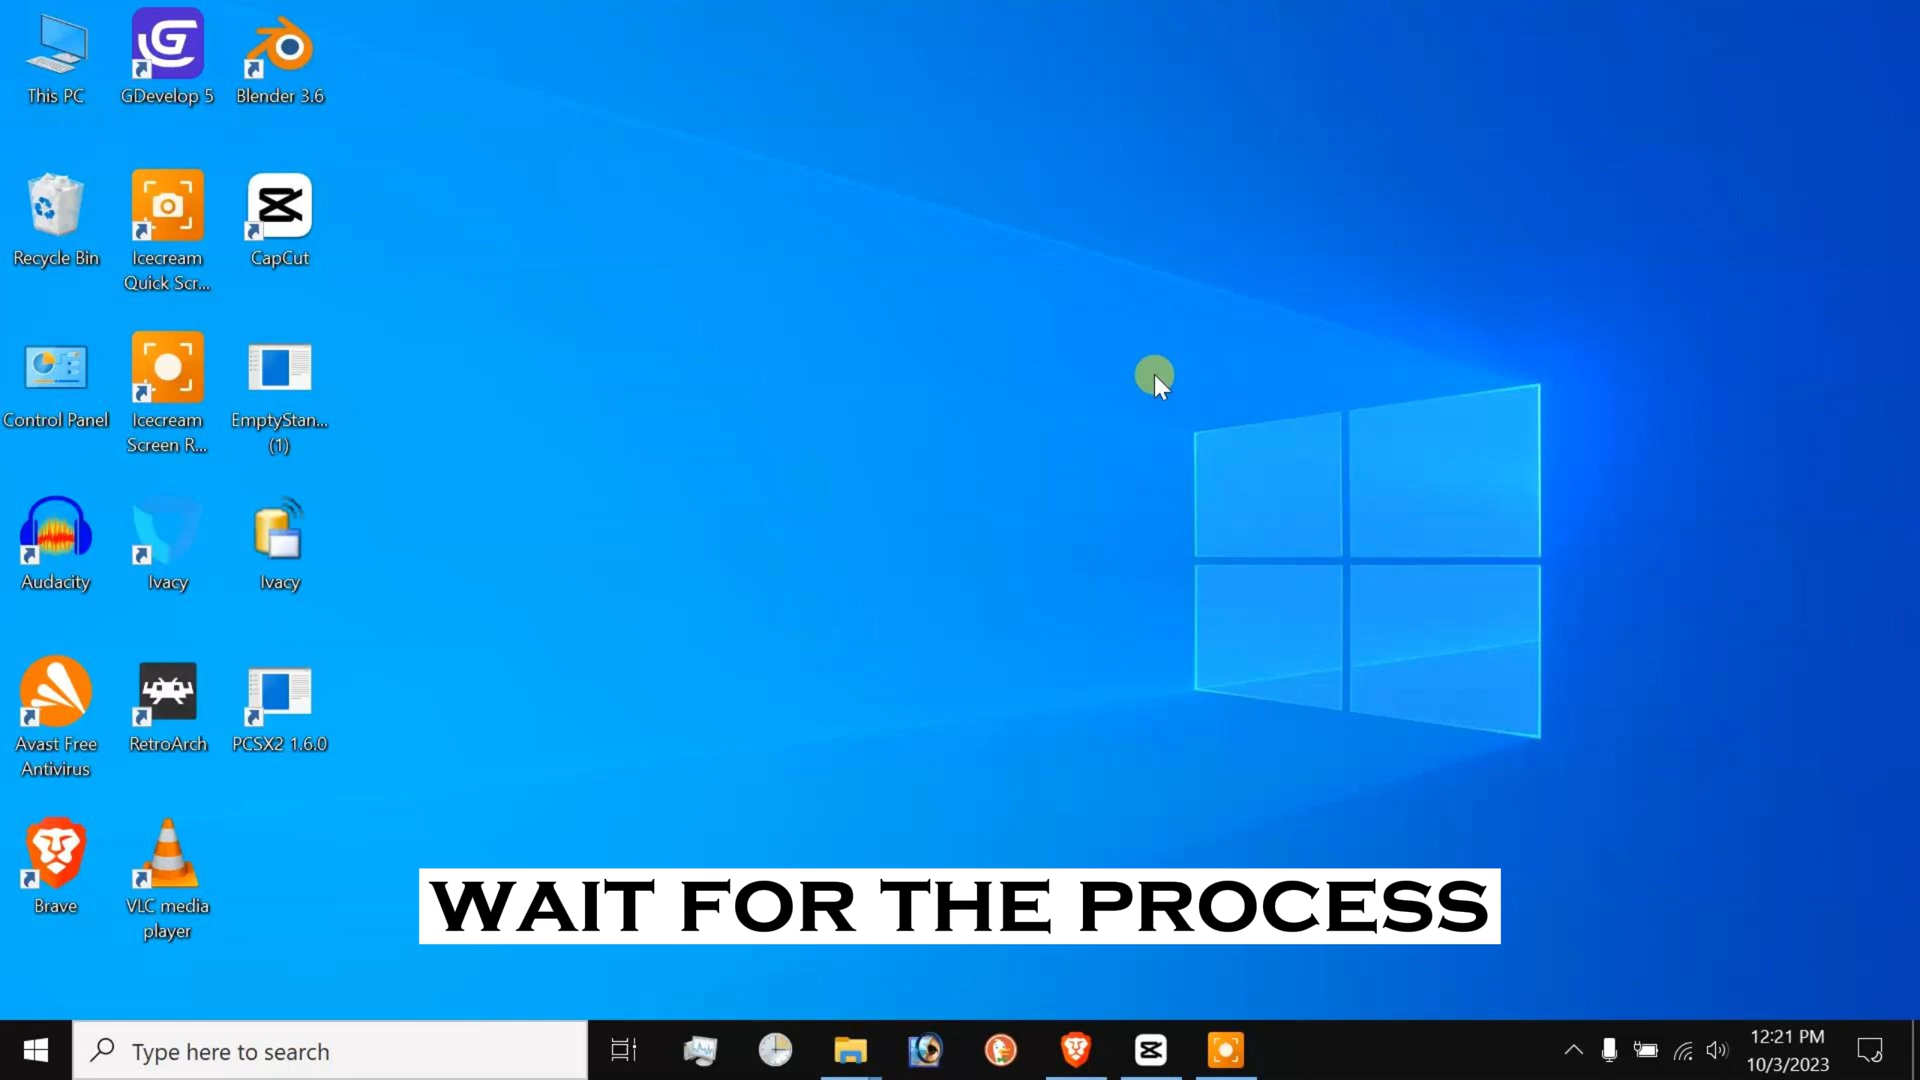 This PC
GDevelop 5
Blender 3.6
Recycle Bin
Icecream
Quick Scr...
CapCut
Control Panel
Icecream
Screen R...
EmptyStan...
(1)
Audacity
Ivacy
Ivacy
Avast Free
Antivirus
RetroArch
PCSX2 1.6.0
Brave
VLC media
player
WAIT FOR THE PROCESS
Type here to search
12:21 PM
10/3/2023